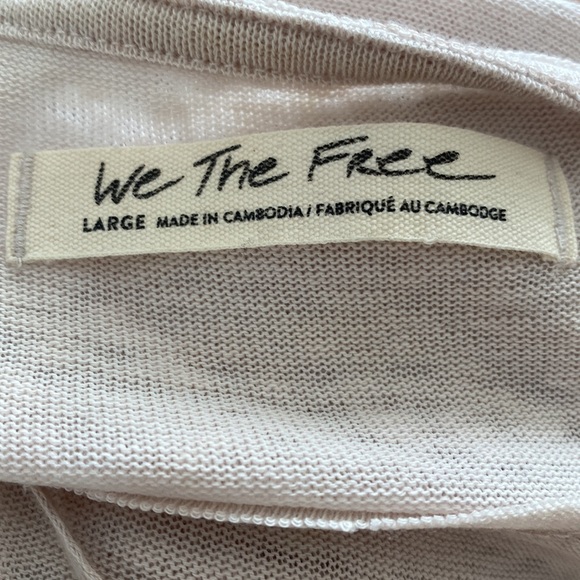 We The Free
LARGE MADE IN CAMBODIA / FABRIQUÉ AU CAMBODGE